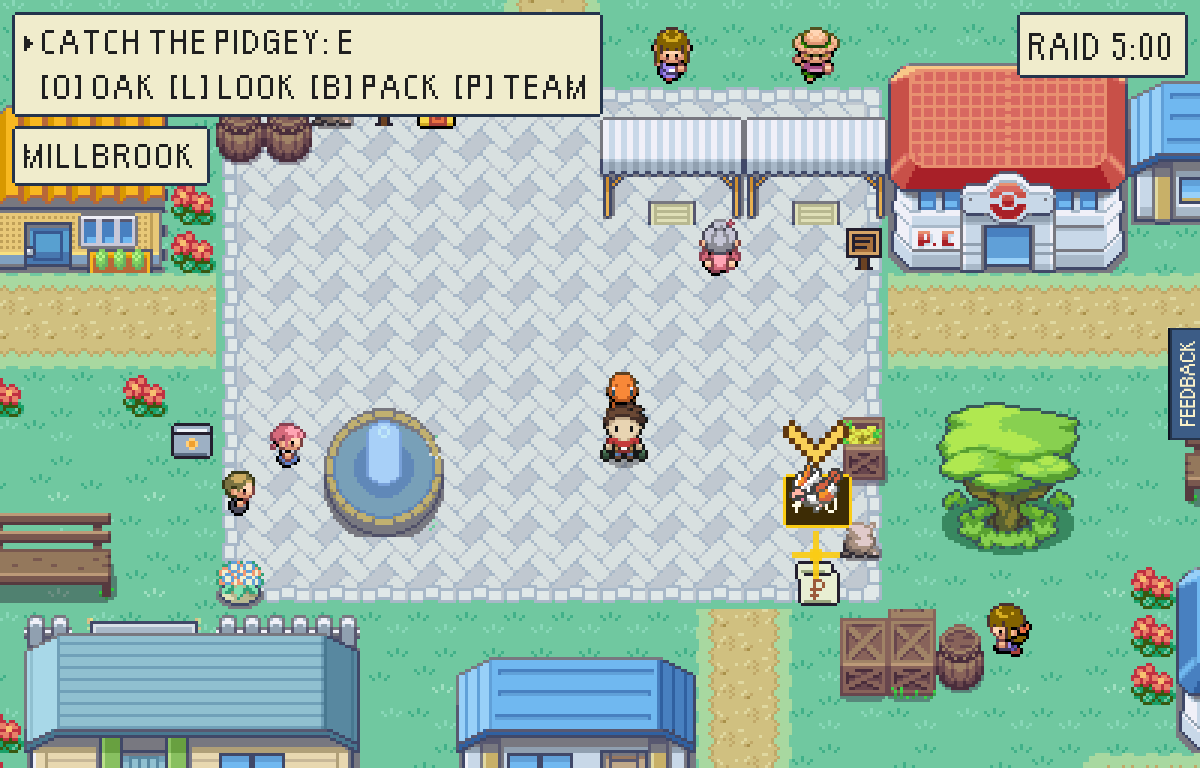 CATCH THE PIDGEY: E
[O] OAK [L] LOOK [B] PACK [P] TEAM
RAID 5:00
MILLBROOK
P.C
FEEDBACK